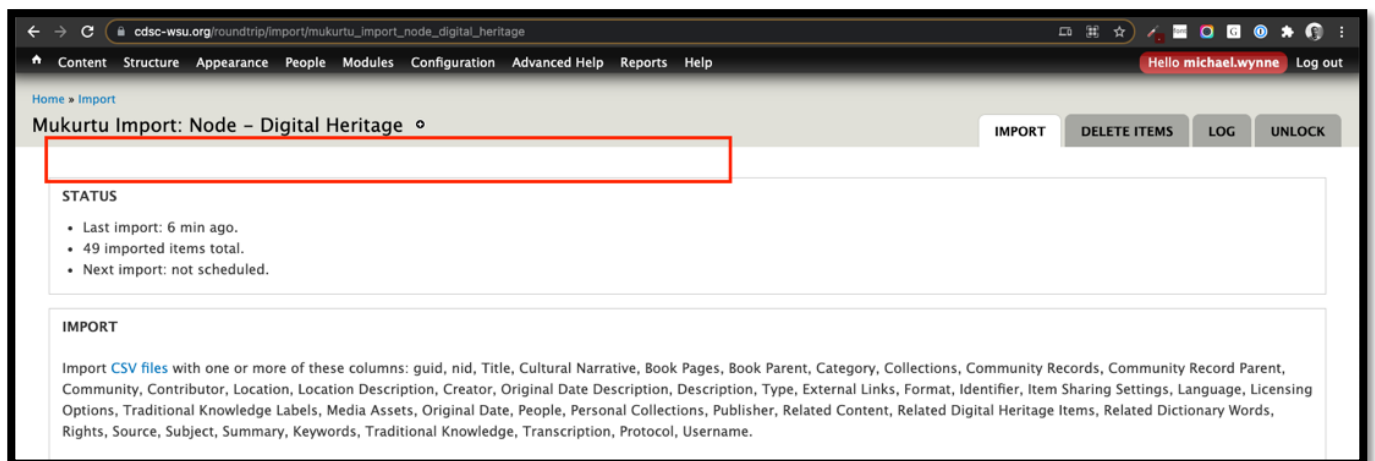 cdsc-wsu.org/roundtrip/import/mukurtu_import_node_digital_heritage
Content Structure Appearance People Modules Configuration Advanced Help Reports Help Hello michael.wynne Log out
Home » Import
Mukurtu Import: Node – Digital Heritage
IMPORT DELETE ITEMS LOG UNLOCK
STATUS
• Last import: 6 min ago.
• 49 imported items total.
• Next import: not scheduled.
IMPORT
Import CSV files with one or more of these columns: guid, nid, Title, Cultural Narrative, Book Pages, Book Parent, Category, Collections, Community Records, Community Record Parent,
Community, Contributor, Location, Location Description, Creator, Original Date Description, Description, Type, External Links, Format, Identifier, Item Sharing Settings, Language, Licensing
Options, Traditional Knowledge Labels, Media Assets, Original Date, People, Personal Collections, Publisher, Related Content, Related Digital Heritage Items, Related Dictionary Words,
Rights, Source, Subject, Summary, Keywords, Traditional Knowledge, Transcription, Protocol, Username.